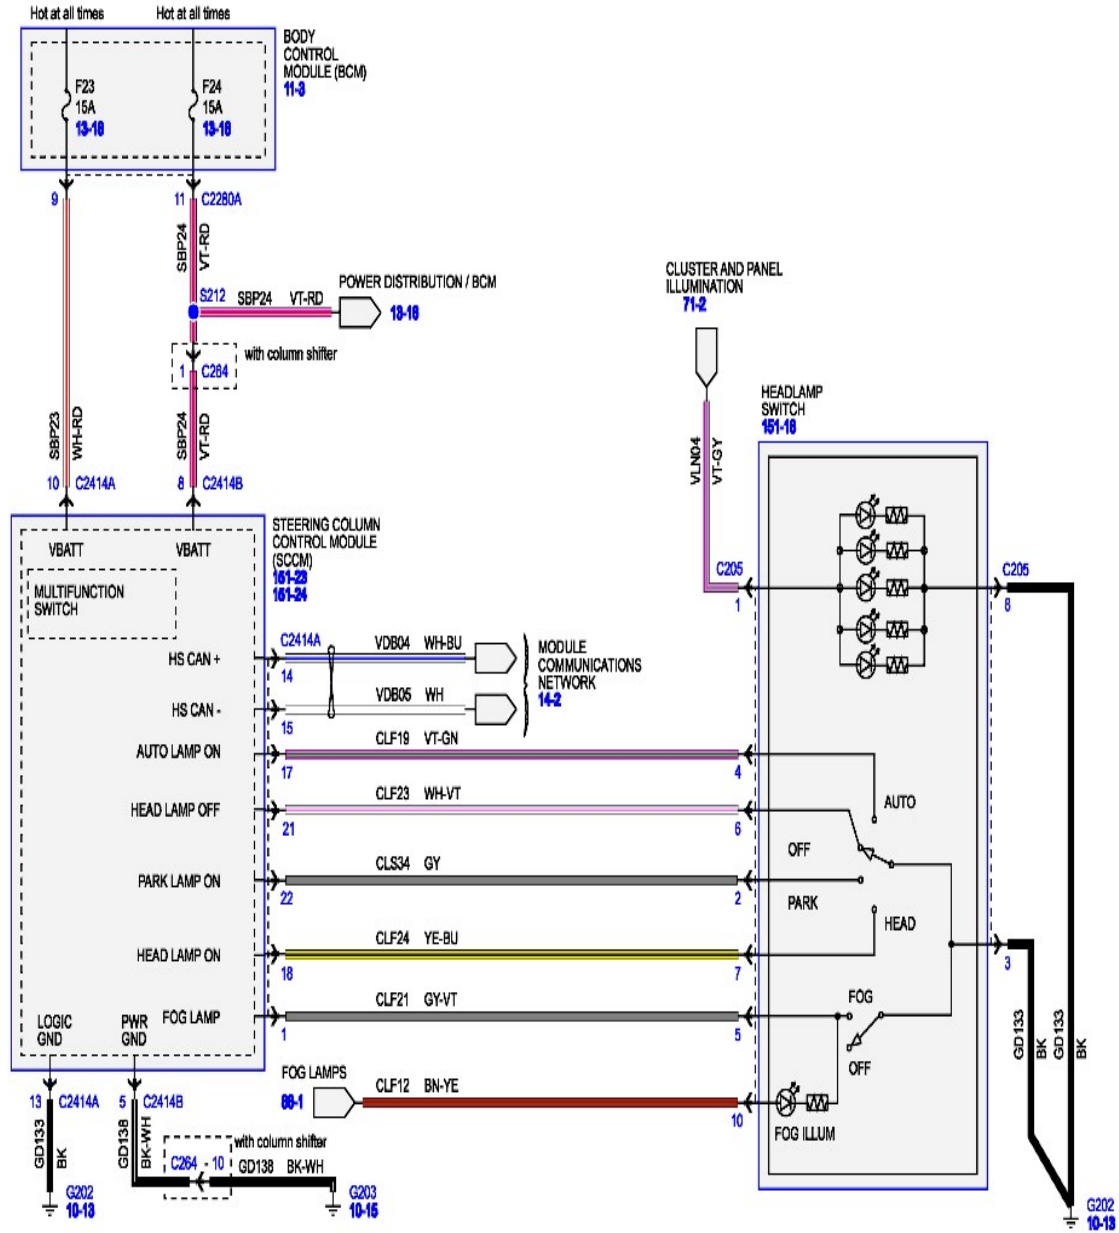 Hot at all times
Hot at all times
BODY
CONTROL
MODULE (BCM)
11-3
F23
15A
13-18
F24
15A
13-18
9
11
C2280A
SBP24
VT-RD
S212
SBP24
VT-RD
POWER DISTRIBUTION / BCM
13-18
with column shifter
1
C264
SBP23
WH-RD
SBP24
VT-RD
10
C2414A
8
C2414B
CLUSTER AND PANEL
ILLUMINATION
71-2
VLN04
VT-GY
HEADLAMP
SWITCH
151-18
STEERING COLUMN
CONTROL MODULE
(SCCM)
151-23
151-24
VBATT
VBATT
MULTIFUNCTION
SWITCH
C205
1
C205
8
HS CAN +
C2414A
14
VDB04
WH-BU
MODULE
COMMUNICATIONS
NETWORK
14-2
HS CAN -
15
VDB05
WH
AUTO LAMP ON
17
CLF19
VT-GN
4
HEAD LAMP OFF
21
CLF23
WH-VT
6
AUTO
OFF
PARK LAMP ON
22
CLS34
GY
2
PARK
HEAD
HEAD LAMP ON
18
CLF24
YE-BU
7
3
FOG LAMP
1
CLF21
GY-VT
5
FOG
OFF
GD133
BK
GD133
BK
LOGIC
GND
PWR
GND
FOG LAMPS
86-1
CLF12
BN-YE
10
FOG ILLUM
13
C2414A
5
C2414B
GD133
BK
GD138
BK-WH
with column shifter
C264
- 10
GD138
BK-WH
G202
10-13
G203
10-15
G202
10-13